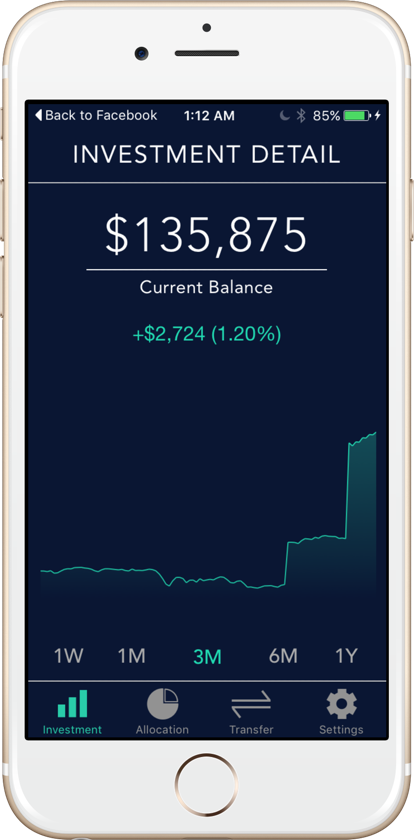 Back to Facebook 1:12 AM 85%
INVESTMENT DETAIL
$135,875
Current Balance
+$2,724 (1.20%)
1W 1M 3M 6M 1Y
Investment Allocation Transfer Settings